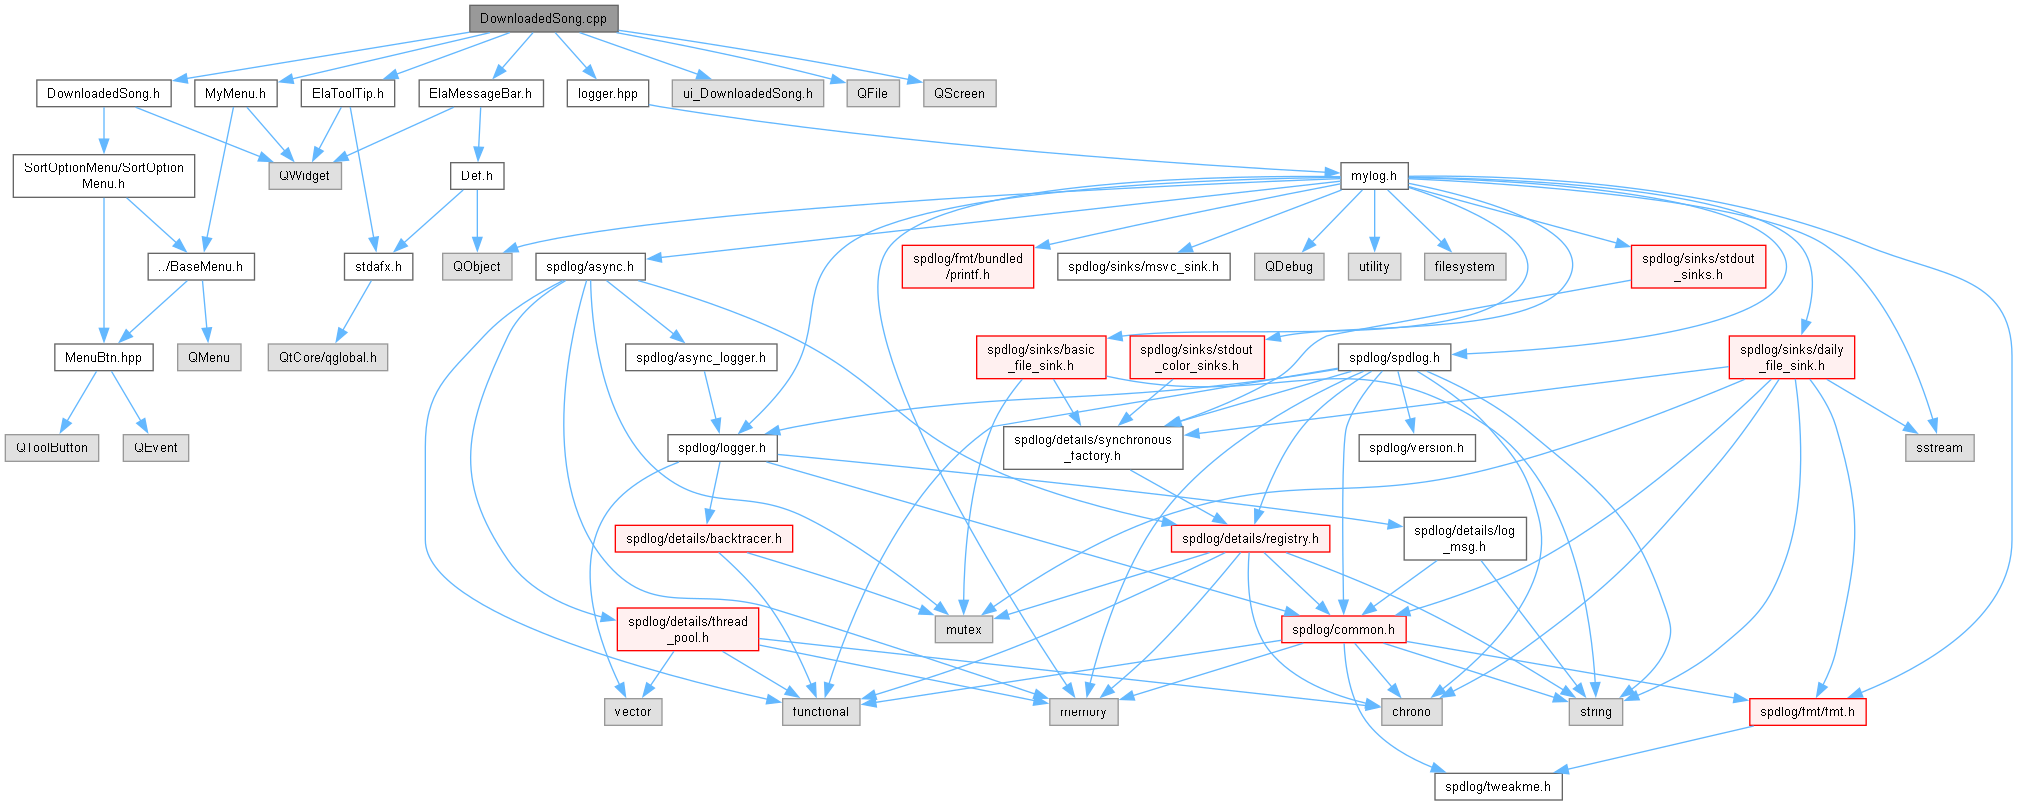 DownloadedSong.cpp
DownloadedSong.h
MyMenu.h
ElaToolTip.h
ElaMessageBar.h
logger.hpp
ui_DownloadedSong.h
QFile
QScreen
SortOptionMenu/SortOption
Menu.h
QWidget
Def.h
mylog.h
../BaseMenu.h
stdafx.h
QObject
spdlog/async.h
spdlog/fmt/bundled
/printf.h
spdlog/sinks/msvc_sink.h
QDebug
utility
filesystem
spdlog/sinks/stdout
_sinks.h
MenuBtn.hpp
QMenu
QtCore/qglobal.h
spdlog/async_logger.h
spdlog/sinks/basic
_file_sink.h
spdlog/sinks/stdout
_color_sinks.h
spdlog/spdlog.h
spdlog/sinks/daily
_file_sink.h
QToolButton
QEvent
spdlog/logger.h
spdlog/details/synchronous
_factory.h
spdlog/version.h
sstream
spdlog/details/backtracer.h
spdlog/details/registry.h
spdlog/details/log
_msg.h
spdlog/details/thread
_pool.h
mutex
spdlog/common.h
vector
functional
memory
chrono
string
spdlog/fmt/fmt.h
spdlog/tweakme.h